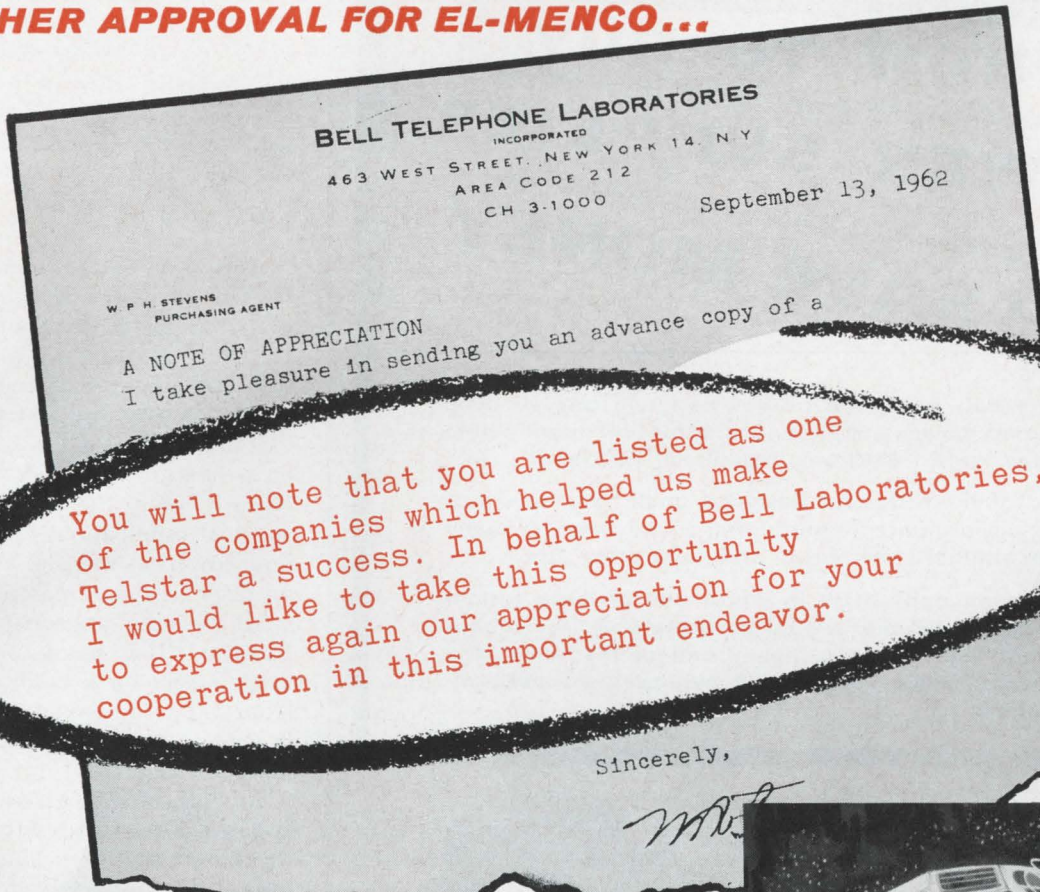 HER APPROVAL FOR EL-MENCO...
BELL TELEPHONE LABORATORIES
INCORPORATED
463 WEST STREET, NEW YORK 14, N.Y
AREA CODE 212
CH 3-1000
September 13, 1962
W. P. H. STEVENS
PURCHASING AGENT
A NOTE OF APPRECIATION
I take pleasure in sending you an advance copy of a
You will note that you are listed as one
of the companies which helped us make
Telstar a success. In behalf of Bell Laboratories,
I would like to take this opportunity
to express again our appreciation for your
cooperation in this important endeavor.
Sincerely,